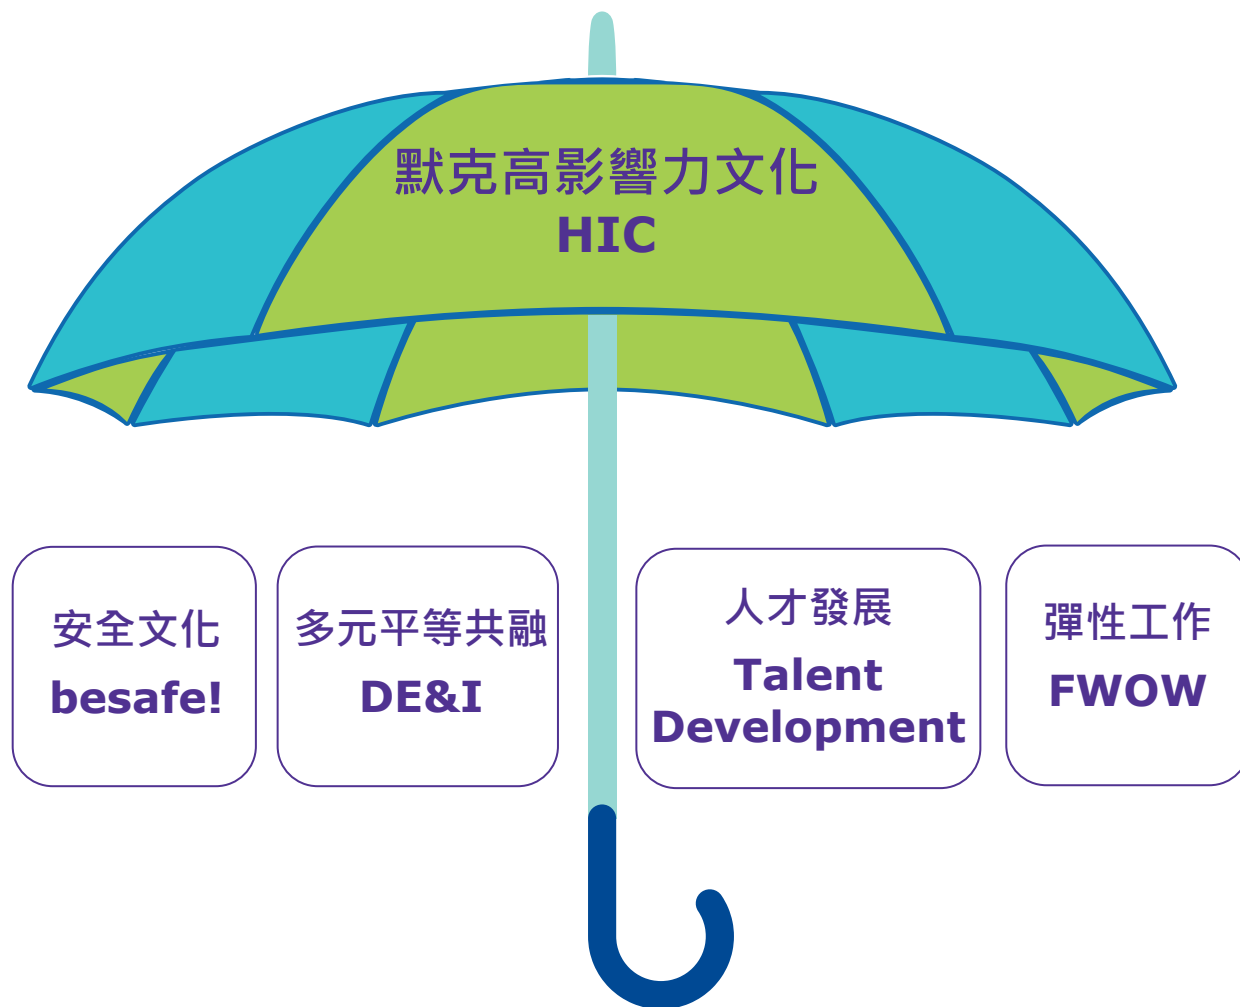 默克高影響力文化
HIC
安全文化
besafe!
多元平等共融
DE&I
人才發展
Talent
Development
彈性工作
FWOW